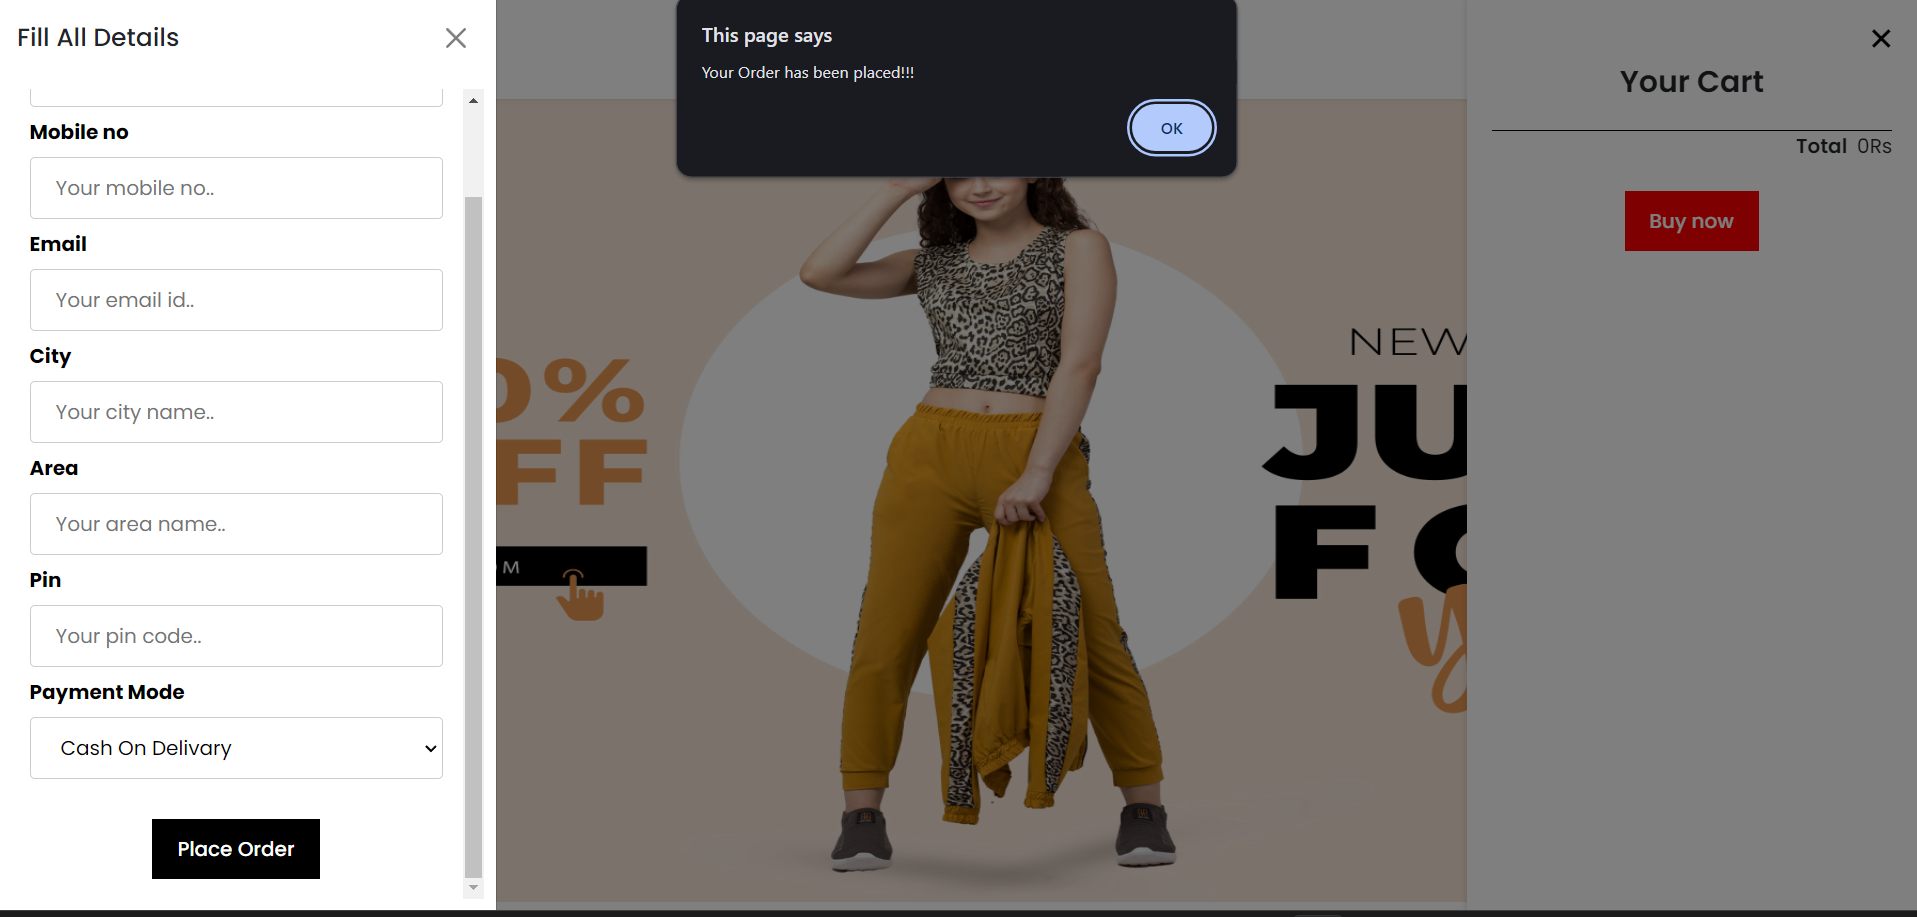 Fill All Details
Mobile no
Your mobile no..
Email
Your email id..
City
Your city name..
Area
Your area name..
Pin
Your pin code..
Payment Mode
Cash On Delivary
Place Order
This page says
Your Order has been placed!!!
OK
0%
FF
OM
NEW
JU
FO
y
Your Cart
Total 0Rs
Buy now